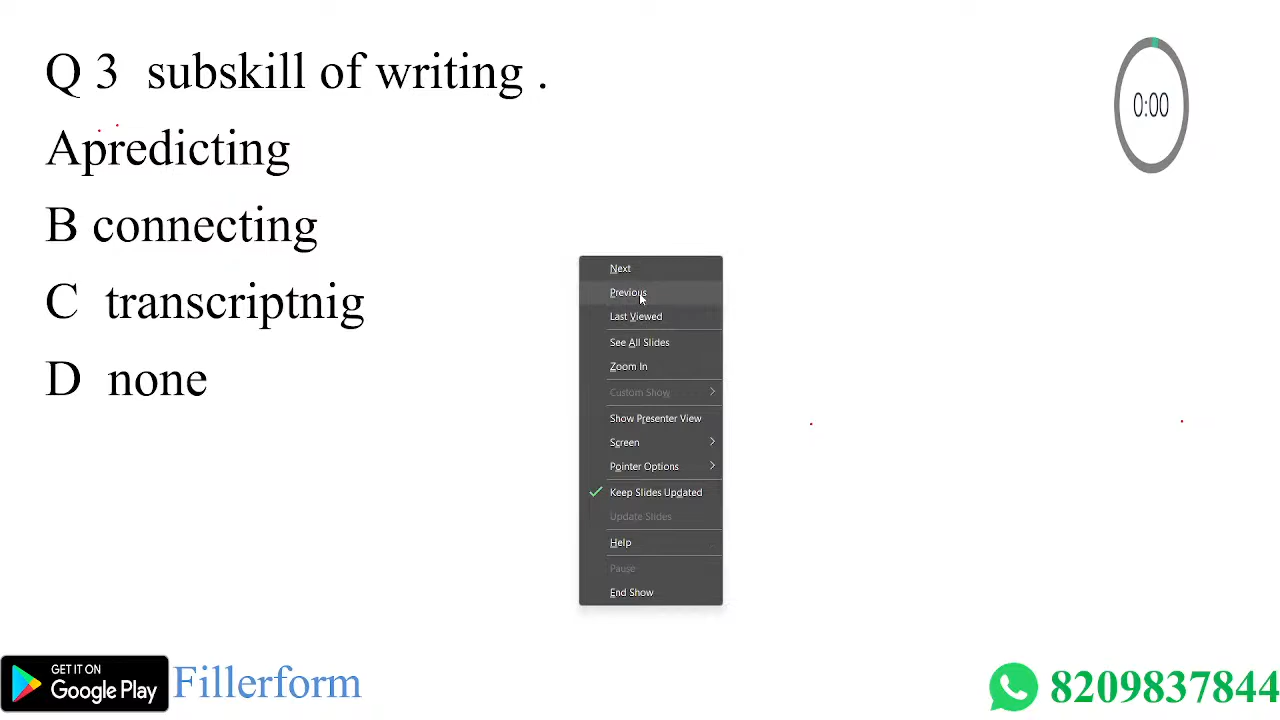 Q 3 subskill of writing .
0:00
Apredicting
B connecting
C transcriptnig
D none
Next
Previous
Last Viewed
See All Slides
Zoom In
Custom Show
Show Presenter View
Screen
Pointer Options
Keep Slides Updated
Update Slides
Help
Pause
End Show
GET IT ON
Google Play
Fillerform
8209837844